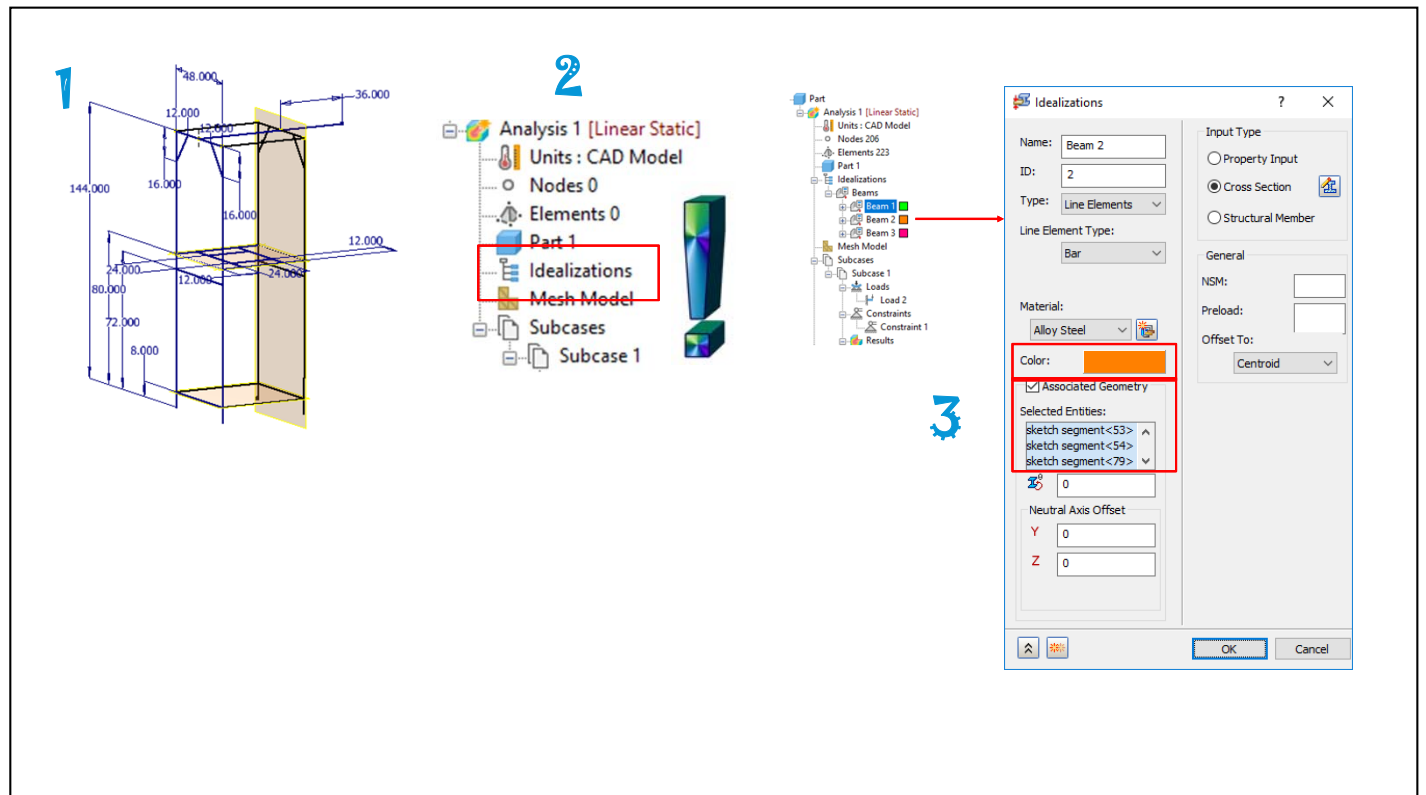 1
48.000
36.000
12.000
12.000
144.000
16.000
16.000
12.000
24.000
12.000
24.000
80.000
72.000
8.000
2
Analysis 1 [Linear Static]
Units : CAD Model
Nodes 0
Elements 0
Part 1
Idealizations
Mesh Model
Subcases
Subcase 1
Part
Analysis 1 [Linear Static]
Units : CAD Model
Nodes 206
Elements 223
Part 1
Idealizations
Beams
Beam 1
Beam 2
Beam 3
Mesh Model
Subcases
Subcase 1
Loads
Load 2
Constraints
Constraint 1
Results
3
Idealizations ? X
Name: Beam 2
ID: 2
Type: Line Elements
Line Element Type:
Bar
Material:
Alloy Steel
Color:
Associated Geometry
Selected Entities:
sketch segment<53>
sketch segment<54>
sketch segment<79>
0
Neutral Axis Offset
Y 0
Z 0
Input Type
Property Input
Cross Section
Structural Member
General
NSM:
Preload:
Offset To:
Centroid
OK Cancel